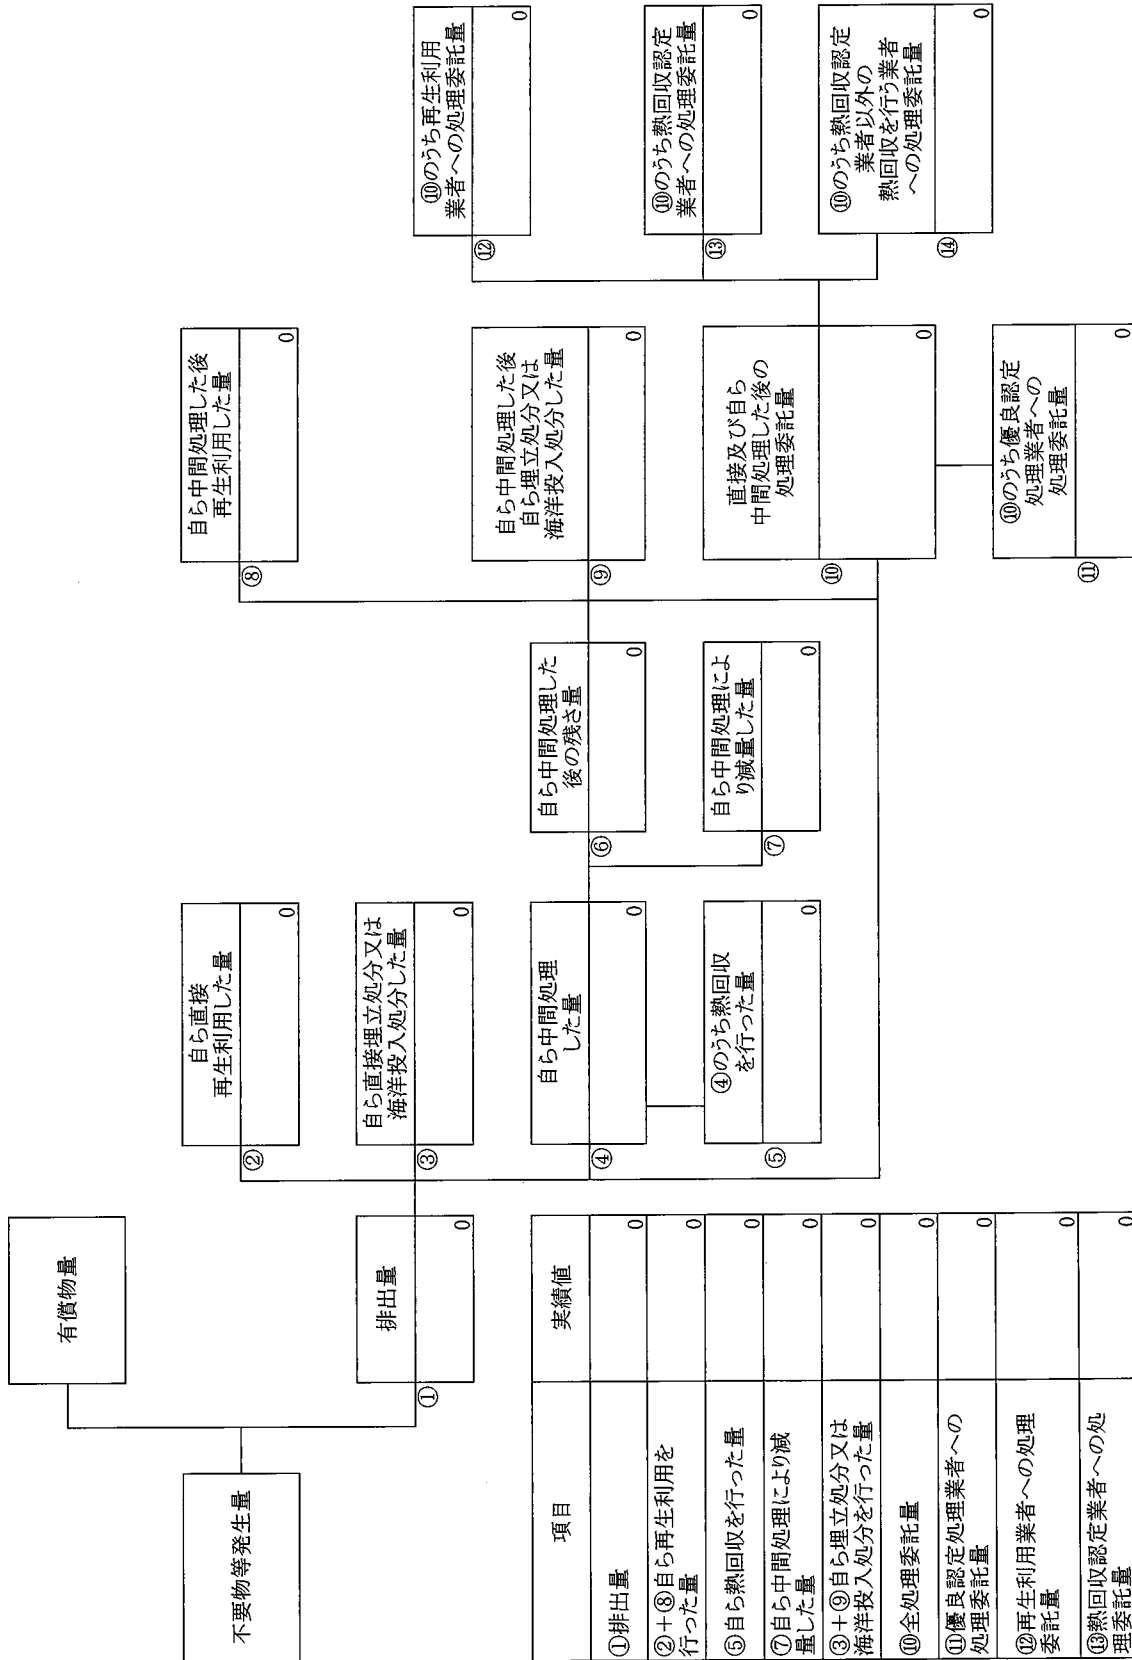 不要物等発生量
有償物量
排出量
①
0
自ら直接
再生利用した量
②
0
自ら直接埋立処分又は
海洋投入処分した量
③
0
自ら中間処理
した量
④
0
④のうち熱回収
を行った量
⑤
0
自ら中間処理した
後の残さ量
⑥
0
自ら中間処理によ
り減量した量
⑦
0
自ら中間処理した後
再生利用した量
⑧
0
自ら中間処理した後
自ら埋立処分又は
海洋投入処分した量
⑨
0
直接及び自ら
中間処理した後の
処理委託量
⑩
0
⑩のうち優良認定
処理業者への
処理委託量
⑪
0
⑩のうち再生利用
業者への処理委託量
⑫
0
⑩のうち熱回収認定
業者への処理委託量
⑬
0
⑩のうち熱回収認定
業者以外の
熱回収を行う業者
への処理委託量
⑭
0
項目 実績値
①排出量 0
②+⑧自ら再生利用を
行った量 0
⑤自ら熱回収を行った量 0
⑦自ら中間処理により減
量した量 0
③+⑨自ら埋立処分又は
海洋投入処分を行った量 0
⑩全処理委託量 0
⑪優良認定処理業者への
処理委託量 0
⑫再生利用業者への処理
委託量 0
⑬熱回収認定業者への処
理委託量 0